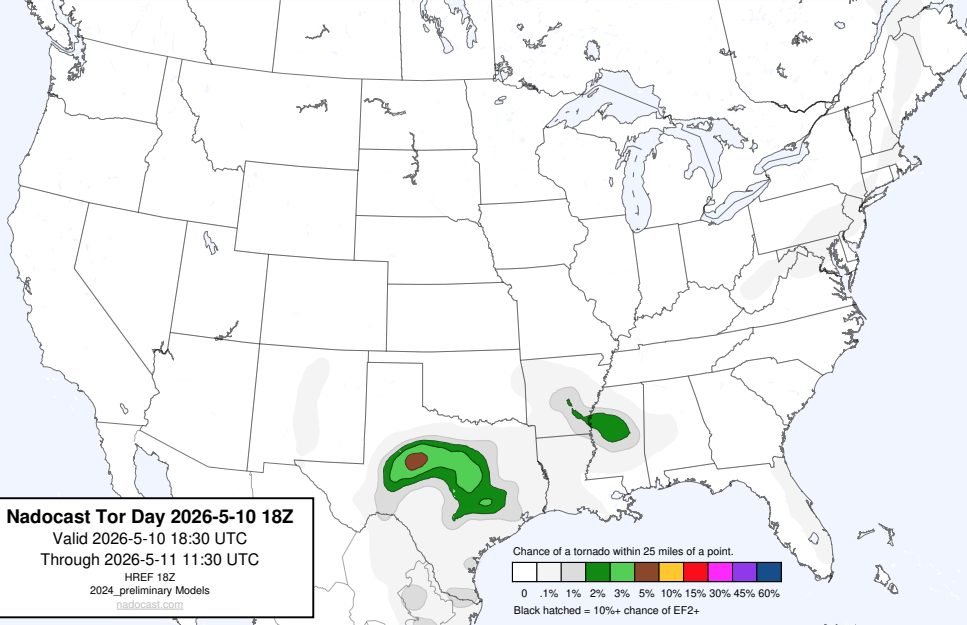 Nadocast Tor Day 2026-5-10 18Z
Valid 2026-5-10 18:30 UTC
Through 2026-5-11 11:30 UTC
HREF 18Z
2024_preliminary Models
nadocast.com
Chance of a tornado within 25 miles of a point.
0 .1% 1% 2% 3% 5% 10% 15% 30% 45% 60%
Black hatched = 10%+ chance of EF2+